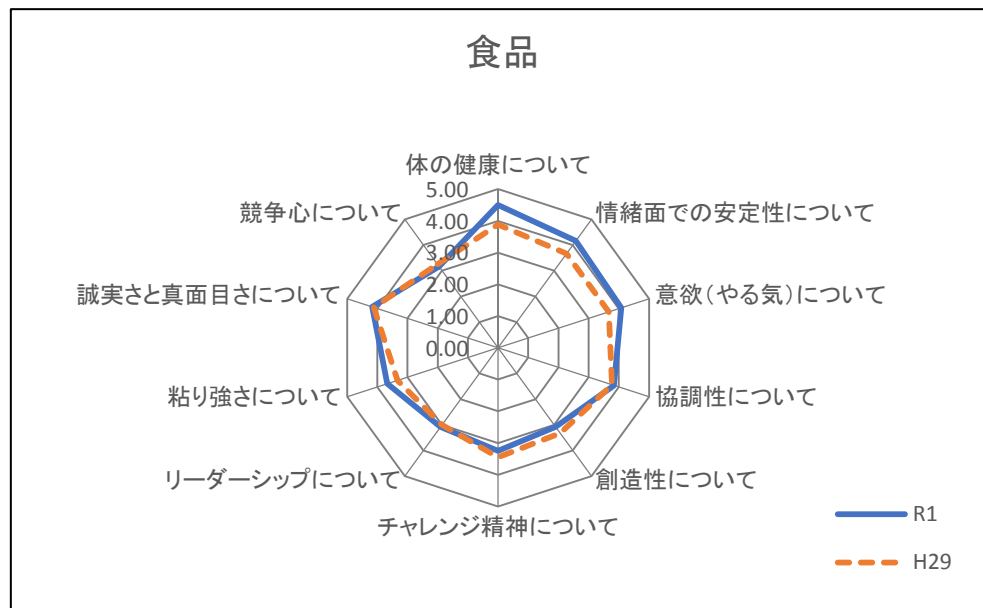 食品
体の健康について
5.00
競争心について
情緒面での安定性について
4.00
3.00
誠実さと真面目さについて
意欲（やる気）について
2.00
1.00
0.00
粘り強さについて
協調性について
リーダーシップについて
創造性について
チャレンジ精神について
R1
H29